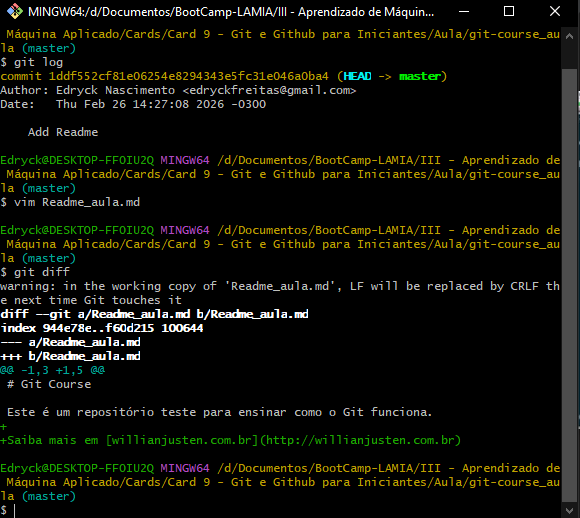 MINGW64:/d/Documentos/BootCamp-LAMIA/III - Aprendizado de Máquin...
Máquina Aplicado/Cards/Card 9 - Git e Github para Iniciantes/Aula/git-course_au
la (master)
$ git log
commit 1ddf552cf81e06254e8294343e5fc31e046a0ba4 (HEAD -> master)
Author: Edryck Nascimento <edryckfreitas@gmail.com>
Date:   Thu Feb 26 14:27:08 2026 -0300
    Add Readme
Edryck@DESKTOP-FFOIU2Q MINGW64 /d/Documentos/BootCamp-LAMIA/III - Aprendizado de
 Máquina Aplicado/Cards/Card 9 - Git e Github para Iniciantes/Aula/git-course_au
la (master)
$ vim Readme_aula.md
Edryck@DESKTOP-FFOIU2Q MINGW64 /d/Documentos/BootCamp-LAMIA/III - Aprendizado de
 Máquina Aplicado/Cards/Card 9 - Git e Github para Iniciantes/Aula/git-course_au
la (master)
$ git diff
warning: in the working copy of 'Readme_aula.md', LF will be replaced by CRLF th
e next time Git touches it
diff --git a/Readme_aula.md b/Readme_aula.md
index 944e78e..f60d215 100644
--- a/Readme_aula.md
+++ b/Readme_aula.md
@@ -1,3 +1,5 @@
 # Git Course
 Este é um repositório teste para ensinar como o Git funciona.
+
+Saiba mais em [willianjusten.com.br](http://willianjusten.com.br)
Edryck@DESKTOP-FFOIU2Q MINGW64 /d/Documentos/BootCamp-LAMIA/III - Aprendizado de
 Máquina Aplicado/Cards/Card 9 - Git e Github para Iniciantes/Aula/git-course_au
la (master)
$